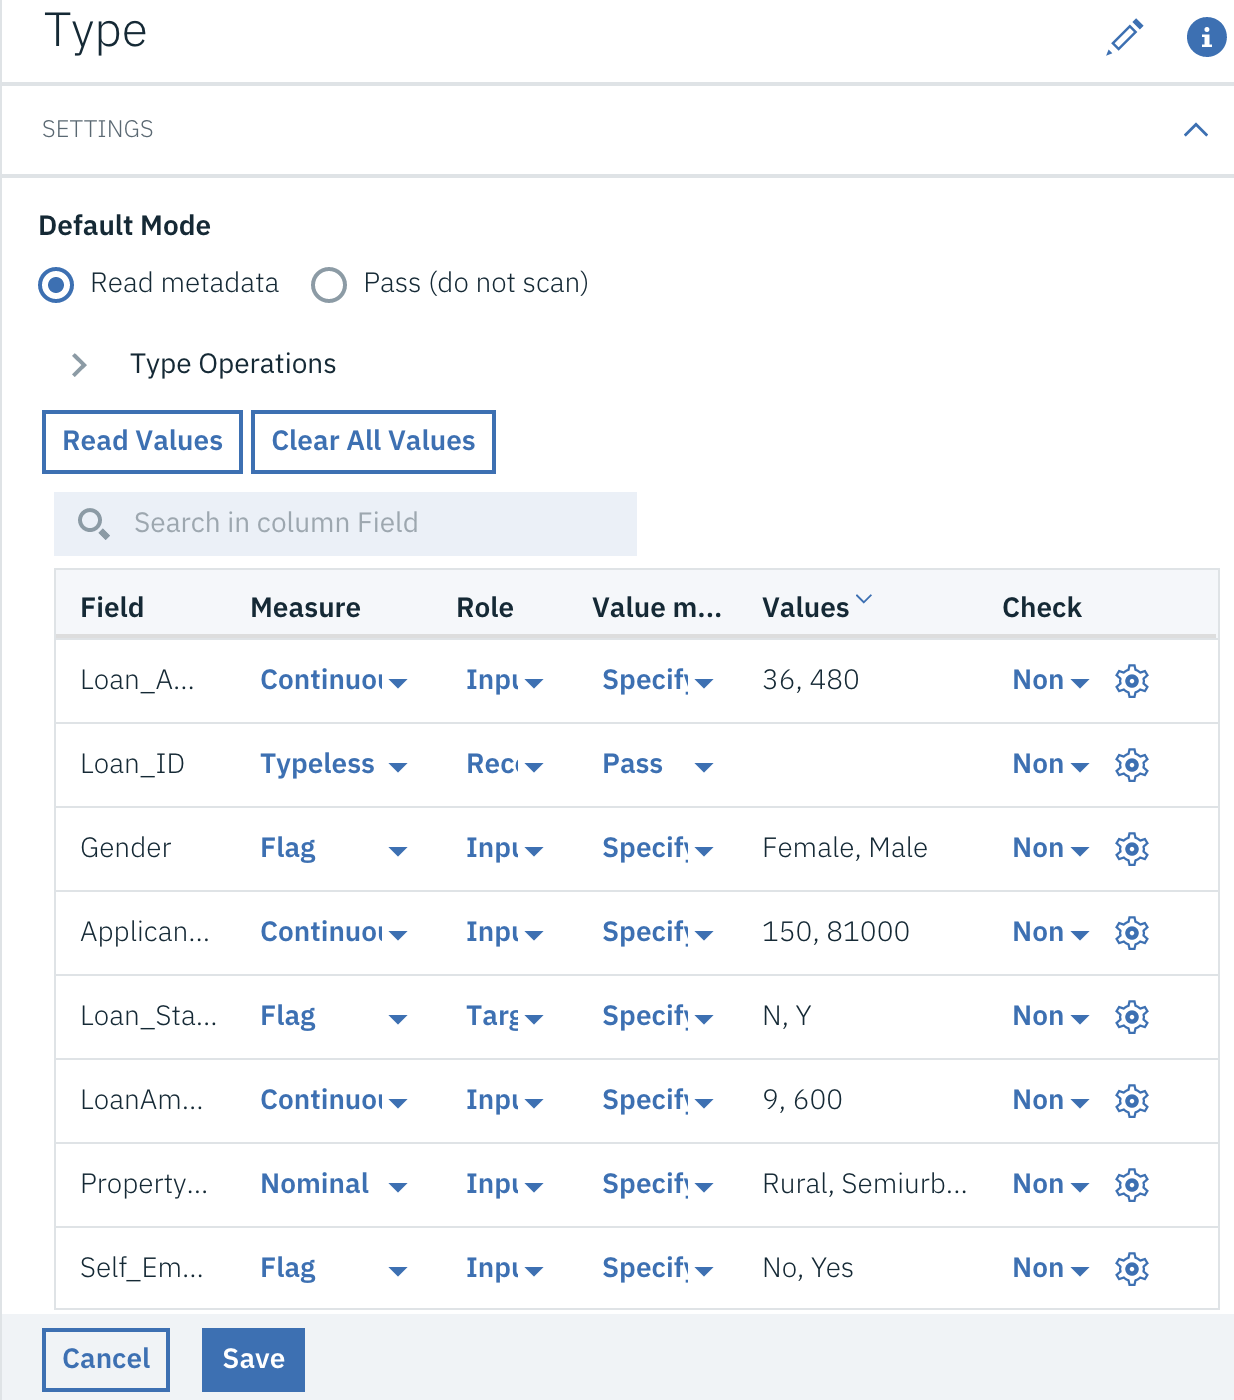 Type
SETTINGS
Default Mode
Read metadata Pass (do not scan)
Type Operations
Read Values Clear All Values
Search in column Field
Field Measure Role Value m... Values Check
Loan_A... Continuou Inpu Specify 36, 480 Non
Loan_ID Typeless Reco Pass Non
Gender Flag Inpu Specify Female, Male Non
Applican... Continuou Inpu Specify 150, 81000 Non
Loan_Sta... Flag Targ Specify N, Y Non
LoanAm... Continuou Inpu Specify 9, 600 Non
Property... Nominal Inpu Specify Rural, Semiurb... Non
Self_Em... Flag Inpu Specify No, Yes Non
Cancel Save